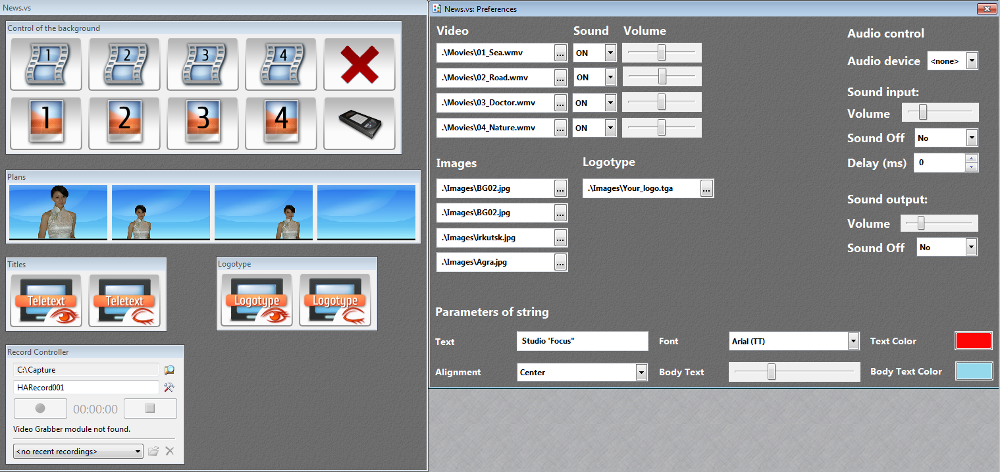 News.vs
Control of the background
1 2 3 4
1 2 3 4
Plans
Titles
Teletext Teletext
Logotype
Logotype Logotype
Record Controller
C:\Capture
HARecord001
00:00:00
Video Grabber module not found.
<no recent recordings>
News.vs: Preferences
Video Sound Volume
.\Movies\01_Sea.wmv ... ON
.\Movies\02_Road.wmv ... ON
.\Movies\03_Doctor.wmv ... ON
.\Movies\04_Nature.wmv ... ON
Images Logotype
.\Images\BG02.jpg ... .\Images\Your_logo.tga ...
.\Images\BG02.jpg ...
.\Images\irkutsk.jpg ...
.\Images\Agra.jpg ...
Audio control
Audio device <none>
Sound input:
Volume
Sound Off No
Delay (ms) 0
Sound output:
Volume
Sound Off No
Parameters of string
Text Studio 'Focus" Font Arial (TT) Text Color
Alignment Center Body Text Body Text Color